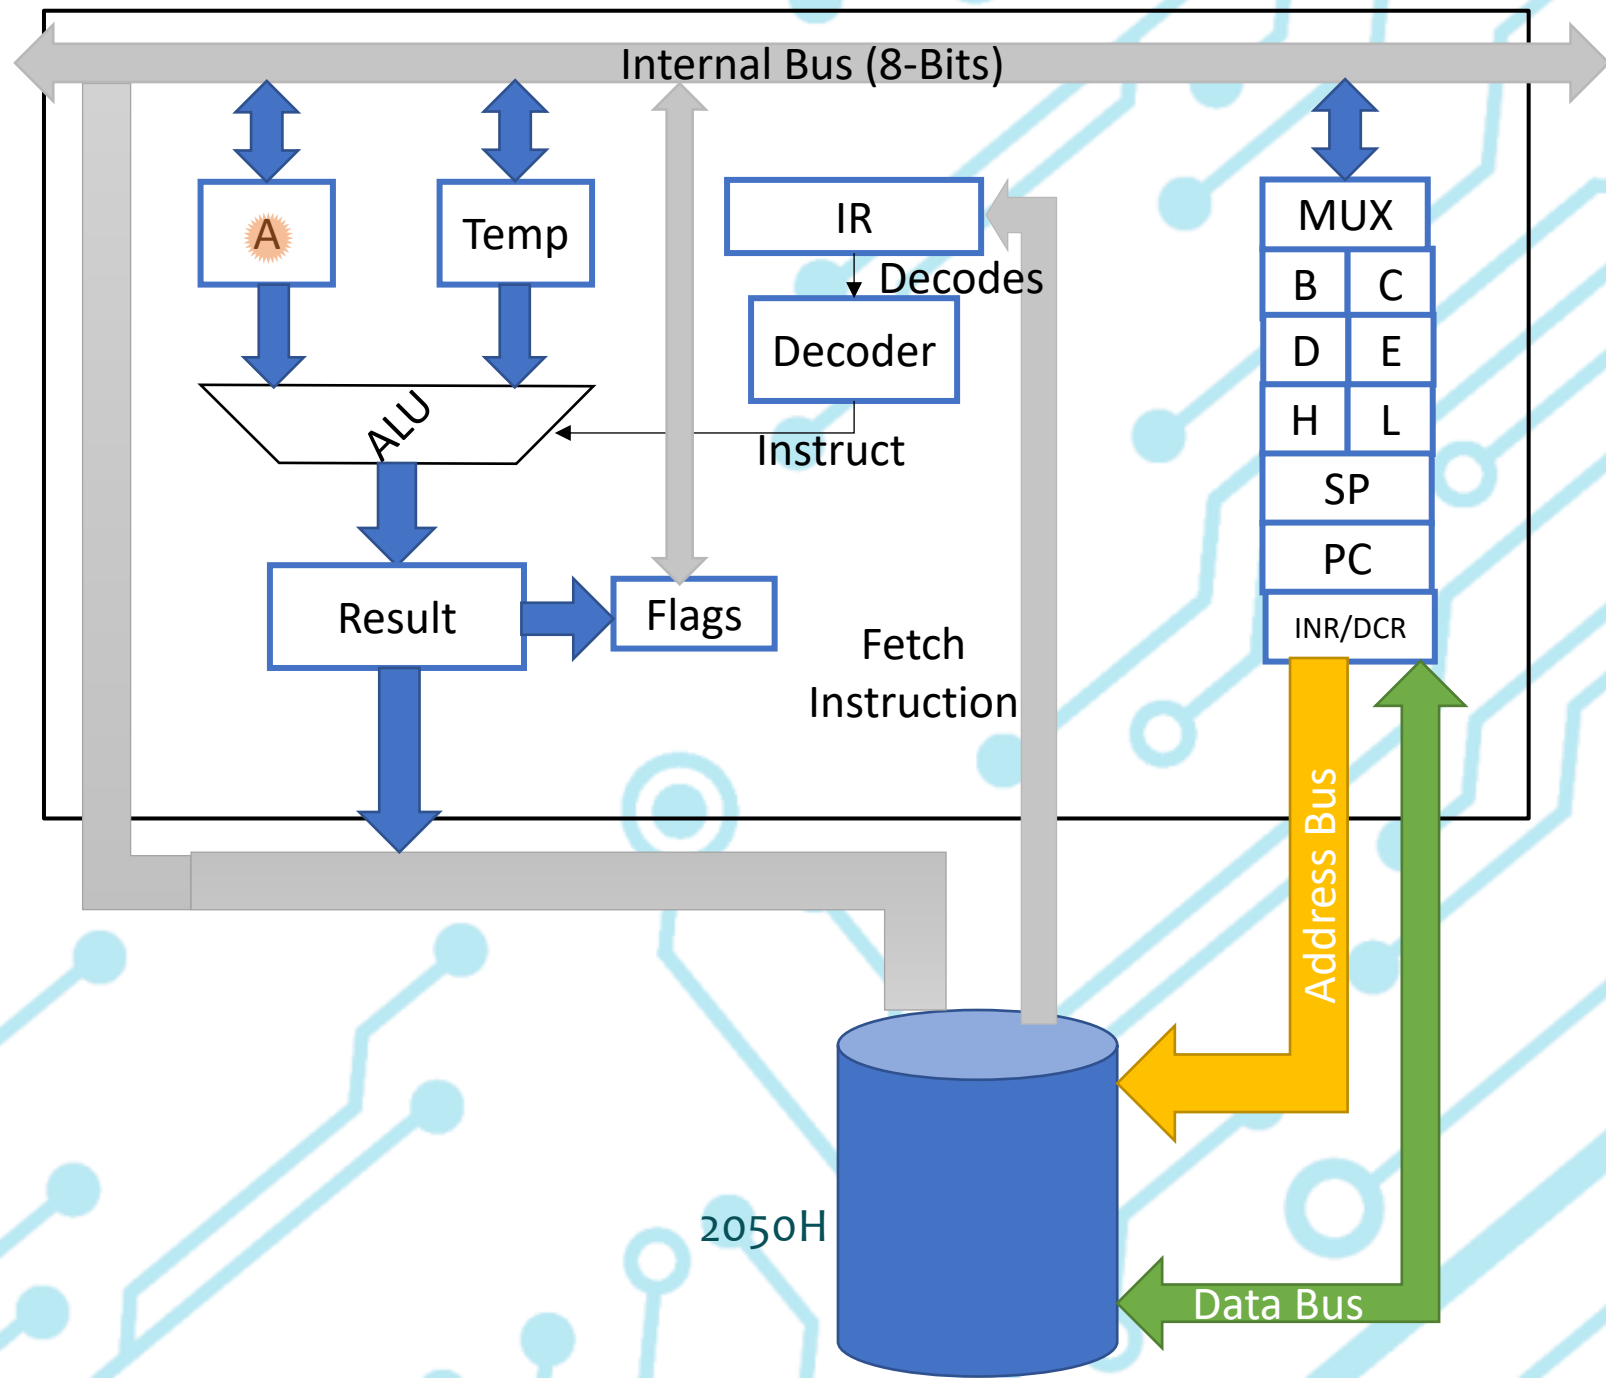 Internal Bus (8-Bits)
A
Temp
IR
MUX
Decodes
B
C
Decoder
D
E
ALU
Instruct
H
L
SP
PC
Result
Flags
INR/DCR
Fetch
Instruction
Address Bus
2050H
Data Bus